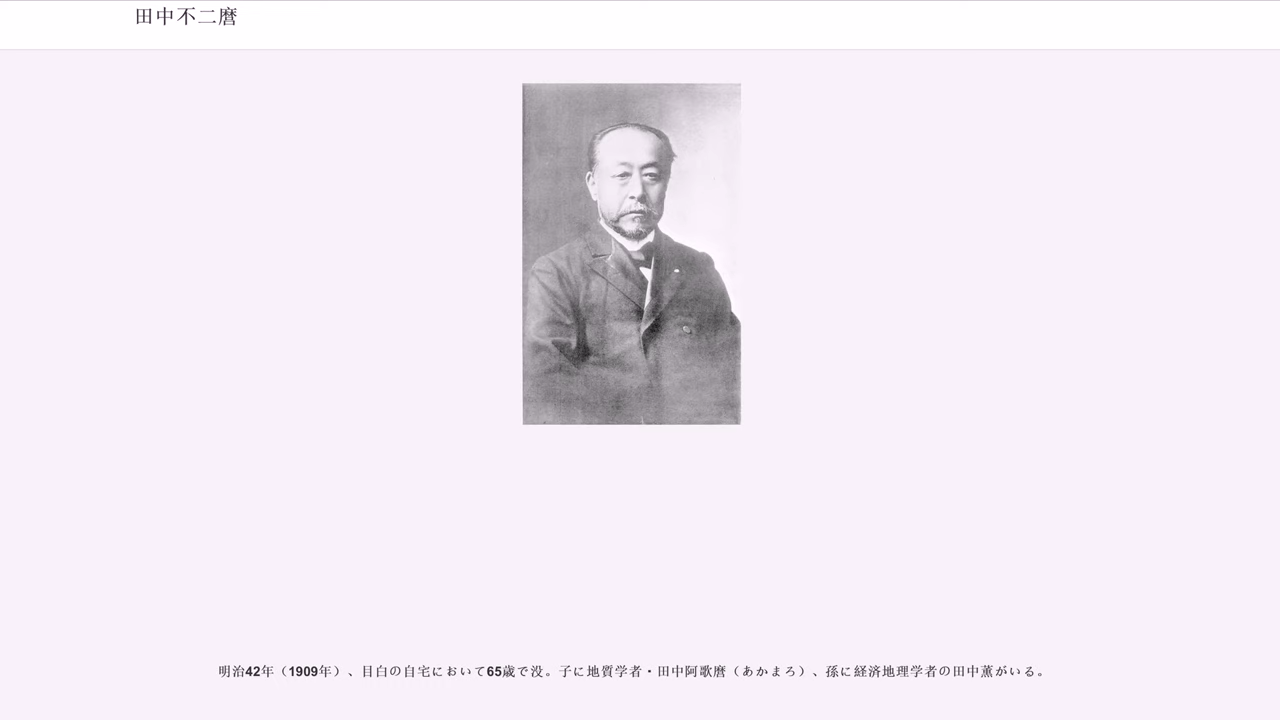 田中不二麿
明治42年（1909年）、目白の自宅において65歳で没。子に地質学者・田中阿歌麿（あかまろ）、孫に経済地理学者の田中薫がいる。